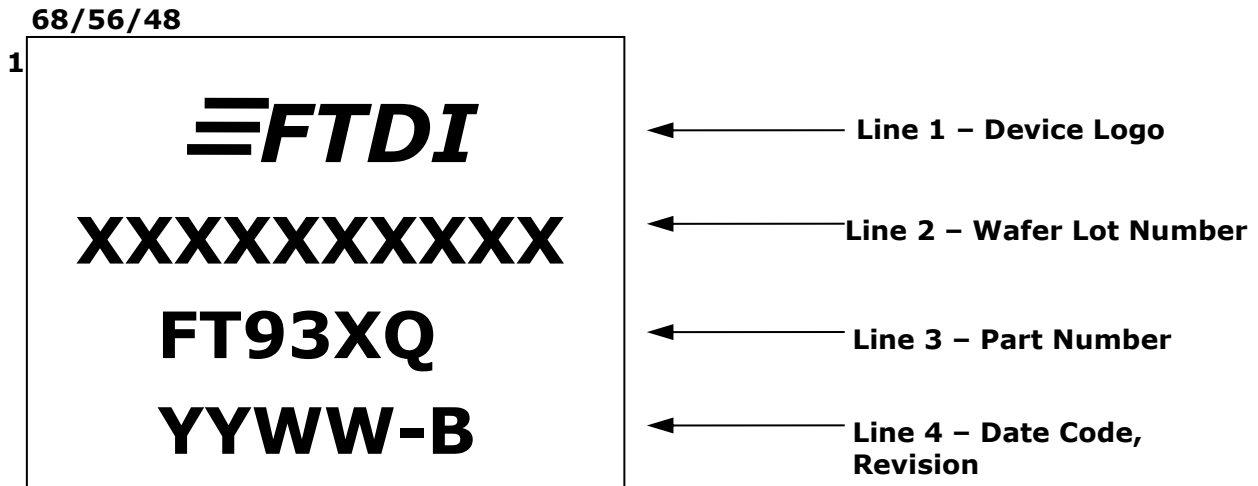 68/56/48
1
FTDI
Line 1 – Device Logo
XXXXXXXXXX
Line 2 – Wafer Lot Number
FT93XQ
Line 3 – Part Number
YYWW-B
Line 4 – Date Code,
Revision